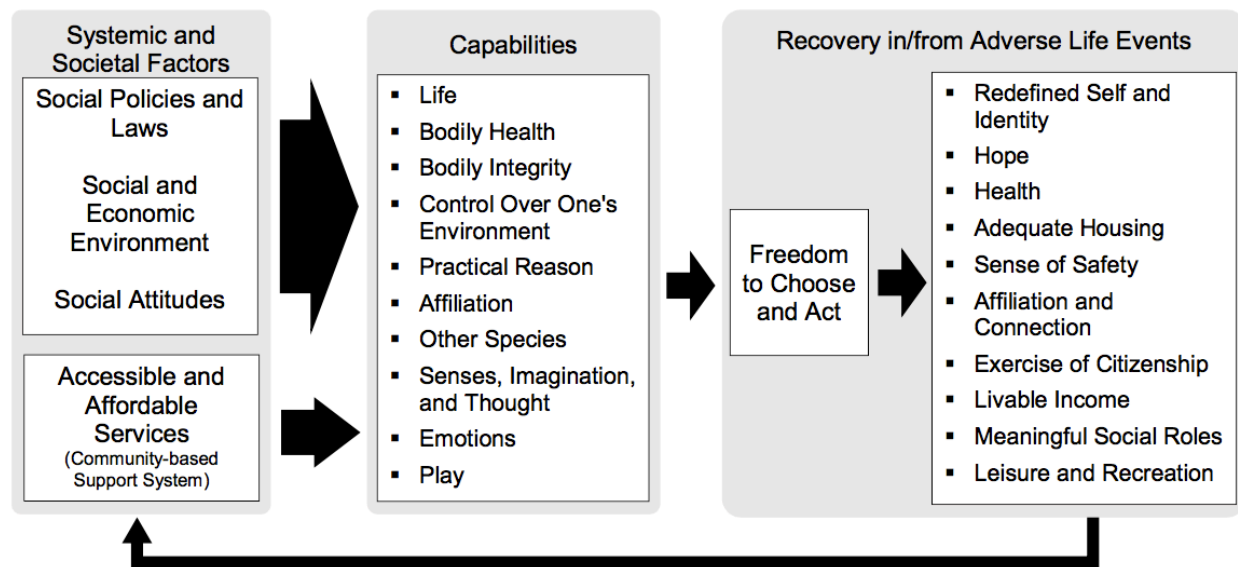 Systemic and
Societal Factors
Social Policies and
Laws
Social and
Economic
Environment
Social Attitudes
Accessible and
Affordable
Services
(Community-based
Support System)
Capabilities
▪ Life
▪ Bodily Health
▪ Bodily Integrity
▪ Control Over One's
Environment
▪ Practical Reason
▪ Affiliation
▪ Other Species
▪ Senses, Imagination,
and Thought
▪ Emotions
▪ Play
Recovery in/from Adverse Life Events
Freedom
to Choose
and Act
▪ Redefined Self and
Identity
▪ Hope
▪ Health
▪ Adequate Housing
▪ Sense of Safety
▪ Affiliation and
Connection
▪ Exercise of Citizenship
▪ Livable Income
▪ Meaningful Social Roles
▪ Leisure and Recreation